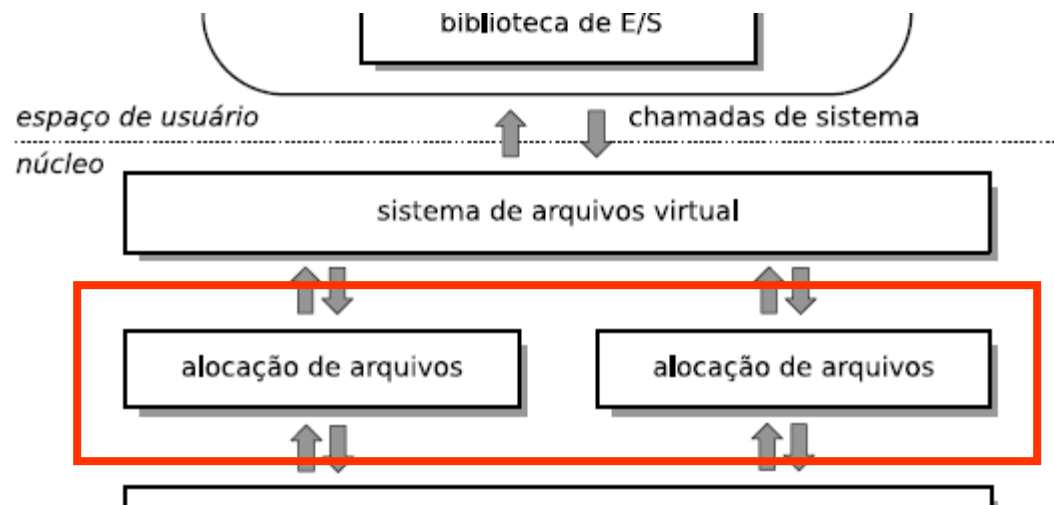 biblioteca de E/S
espaço de usuário
chamadas de sistema
núcleo
sistema de arquivos virtual
alocação de arquivos
alocação de arquivos